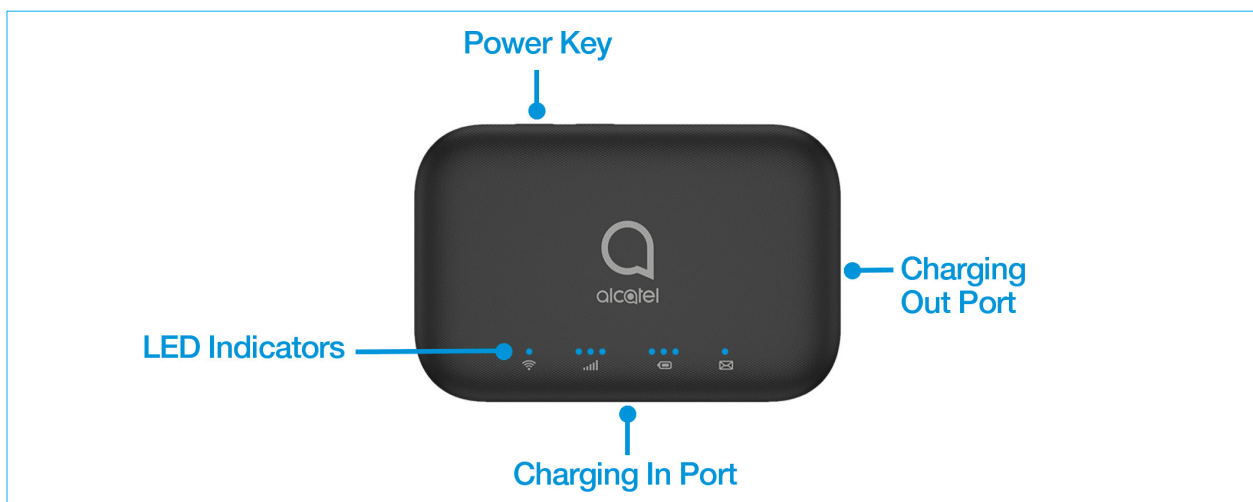 Power Key
alcatel
Charging
Out Port
LED Indicators
Charging In Port